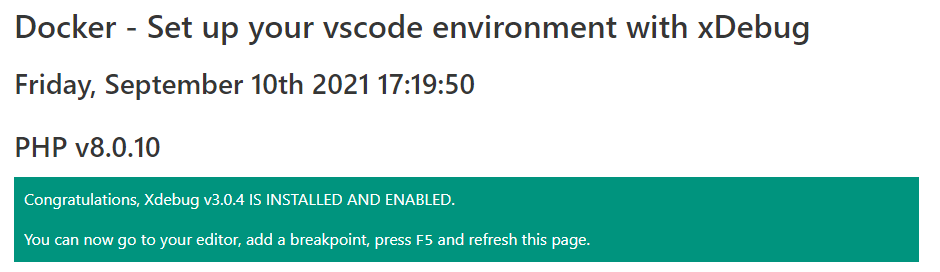 Docker - Set up your vscode environment with xDebug
Friday, September 10th 2021 17:19:50
PHP v8.0.10
Congratulations, Xdebug v3.0.4 IS INSTALLED AND ENABLED.
You can now go to your editor, add a breakpoint, press F5 and refresh this page.